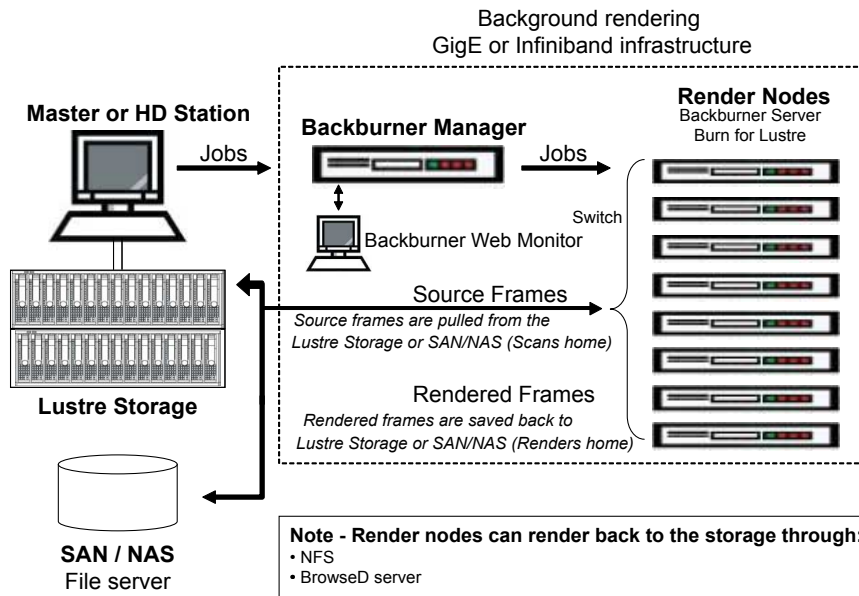 Background rendering
GigE or Infiniband infrastructure
Master or HD Station
Jobs
Backburner Manager
Jobs
Render Nodes
Backburner Server
Burn for Lustre
Switch
Backburner Web Monitor
Source Frames
Source frames are pulled from the
Lustre Storage or SAN/NAS (Scans home)
Lustre Storage
Rendered Frames
Rendered frames are saved back to
Lustre Storage or SAN/NAS (Renders home)
SAN / NAS
File server
Note - Render nodes can render back to the storage through:
• NFS
• BrowseD server